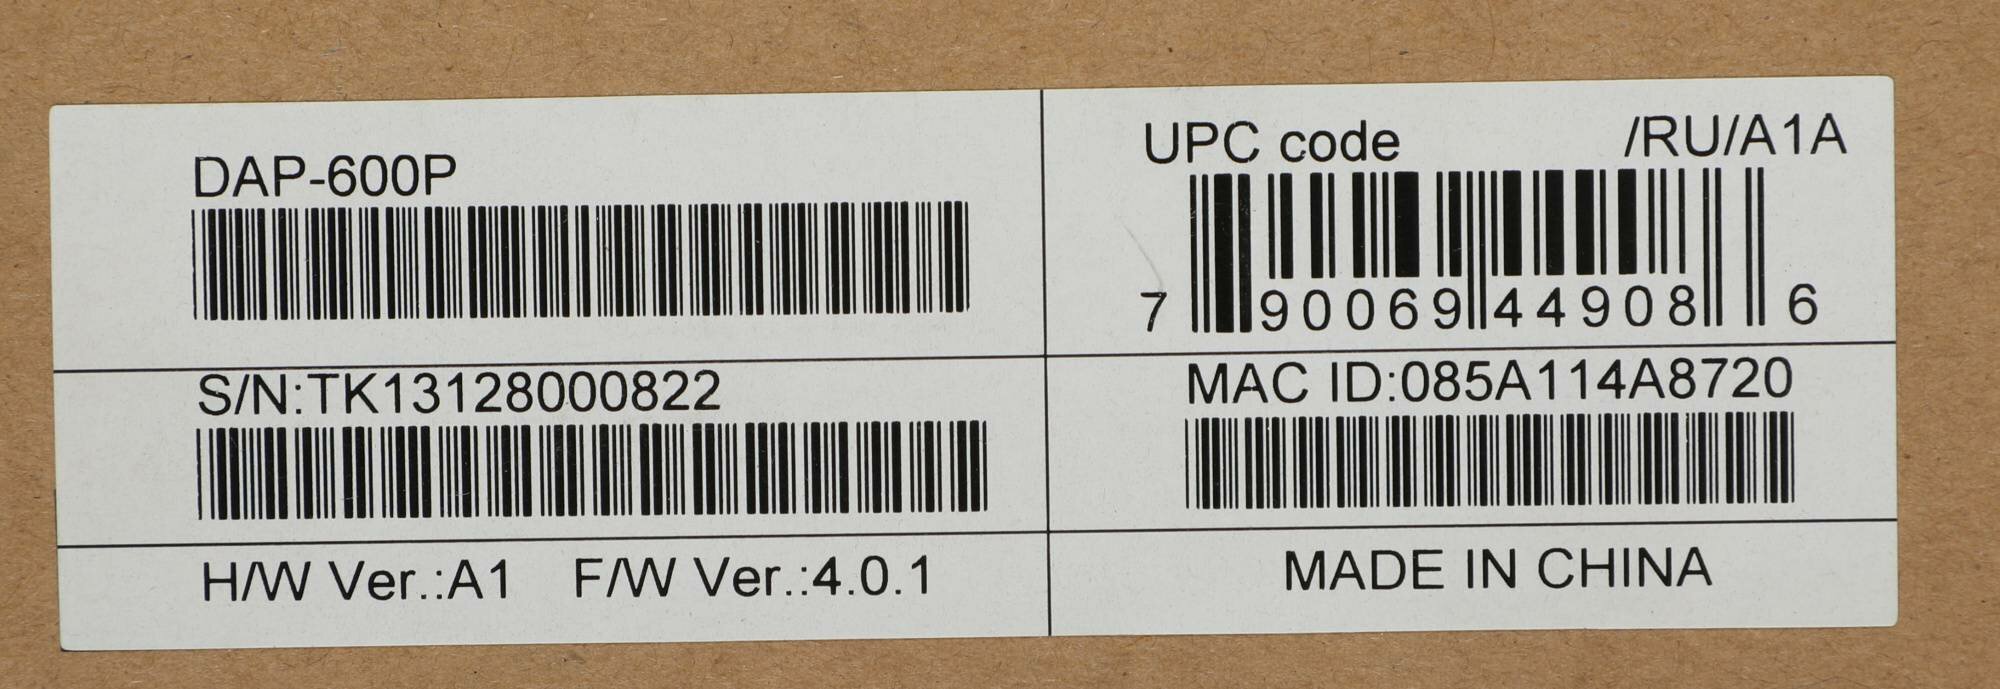 DAP-600P
UPC code /RU/A1A
7 90069 44908 6
S/N:TK13128000822
MAC ID:085A114A8720
H/W Ver.:A1 F/W Ver.:4.0.1
MADE IN CHINA